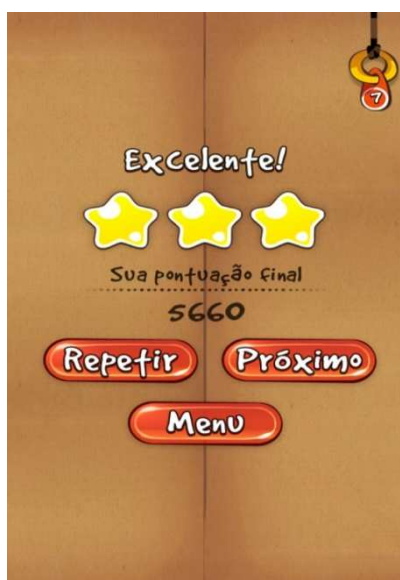 7
Excelente!
Sua pontuação final
5660
Repetir
Próximo
Menu